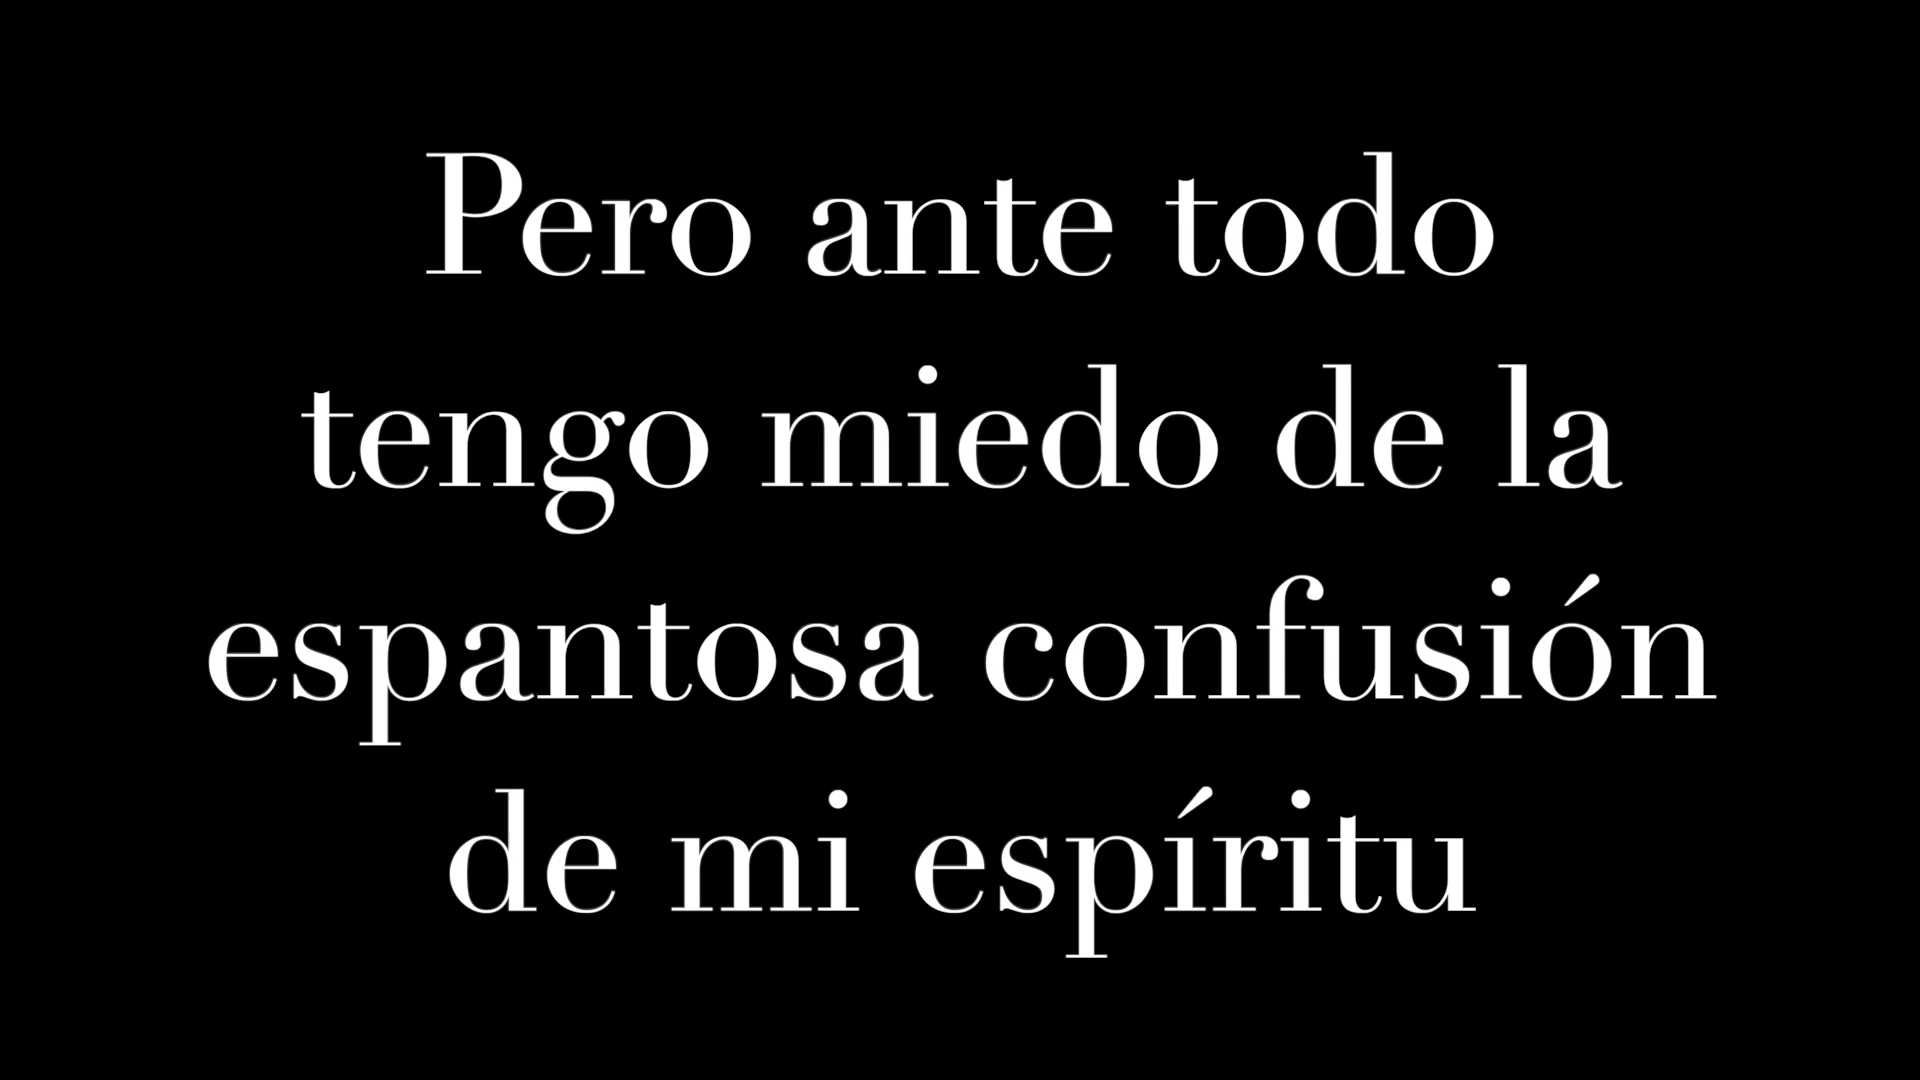 Pero ante todo
tengo miedo de la
espantosa confusión
de mi espíritu